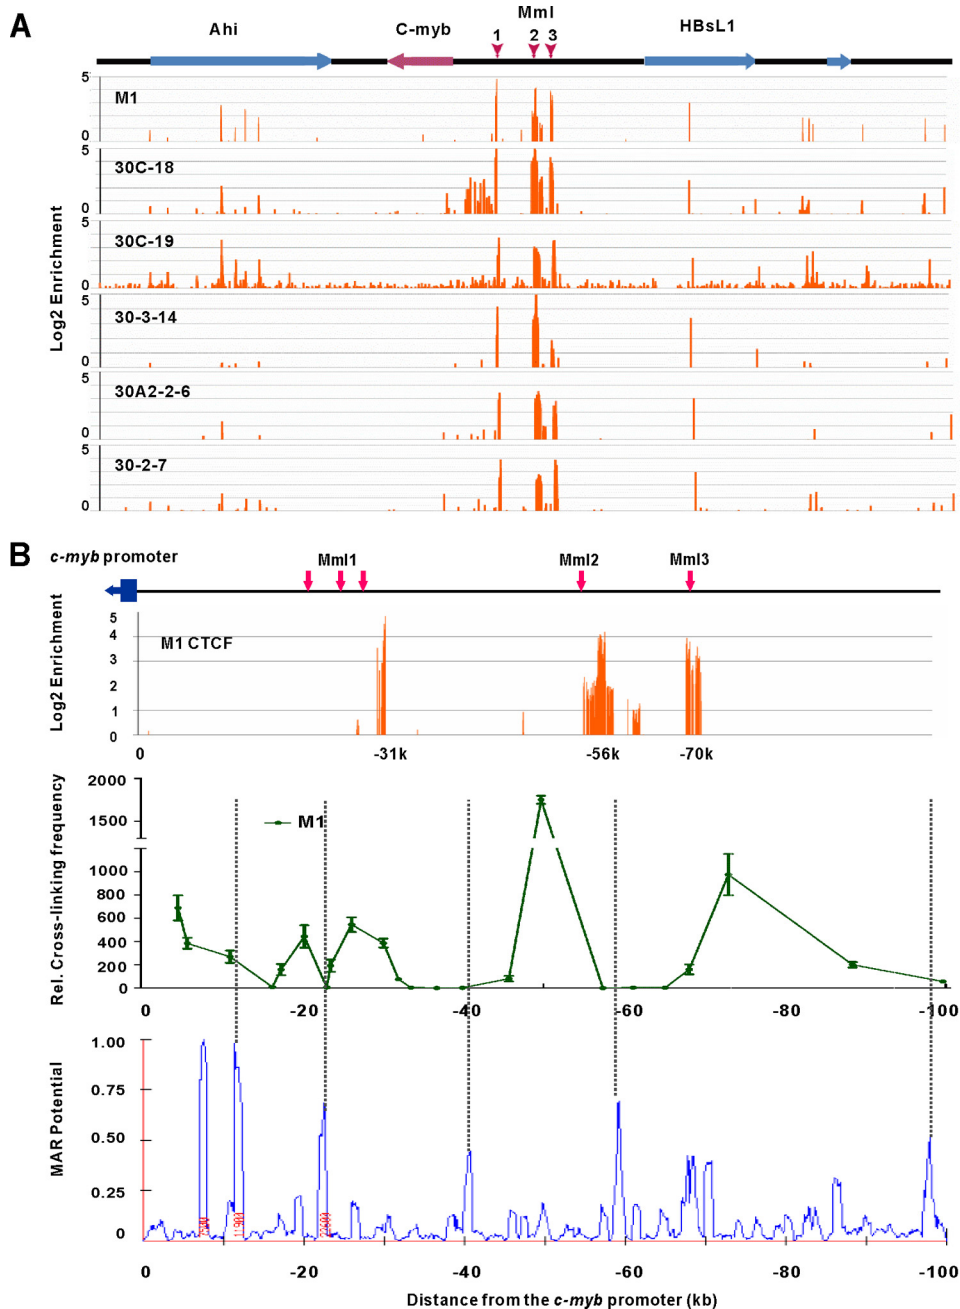 A
Ahi
C-myb
Mml
HBsL1
1 2 3
Log2 Enrichment
5
M1
0
5
30C-18
0
5
30C-19
0
5
30-3-14
0
5
30A2-2-6
0
5
30-2-7
0
B
c-myb promoter
Mml1
Mml2
Mml3
Log2 Enrichment
5
4
3
2
1
0
M1 CTCF
0 -31k -56k -70k
Rel. Cross-linking frequency
2000
1500
1000
800
600
400
200
0
M1
0 -20 -40 -60 -80 -100
MAR Potential
1.00
0.75
0.50
0.25
0
0 -20 -40 -60 -80 -100
Distance from the c-myb promoter (kb)